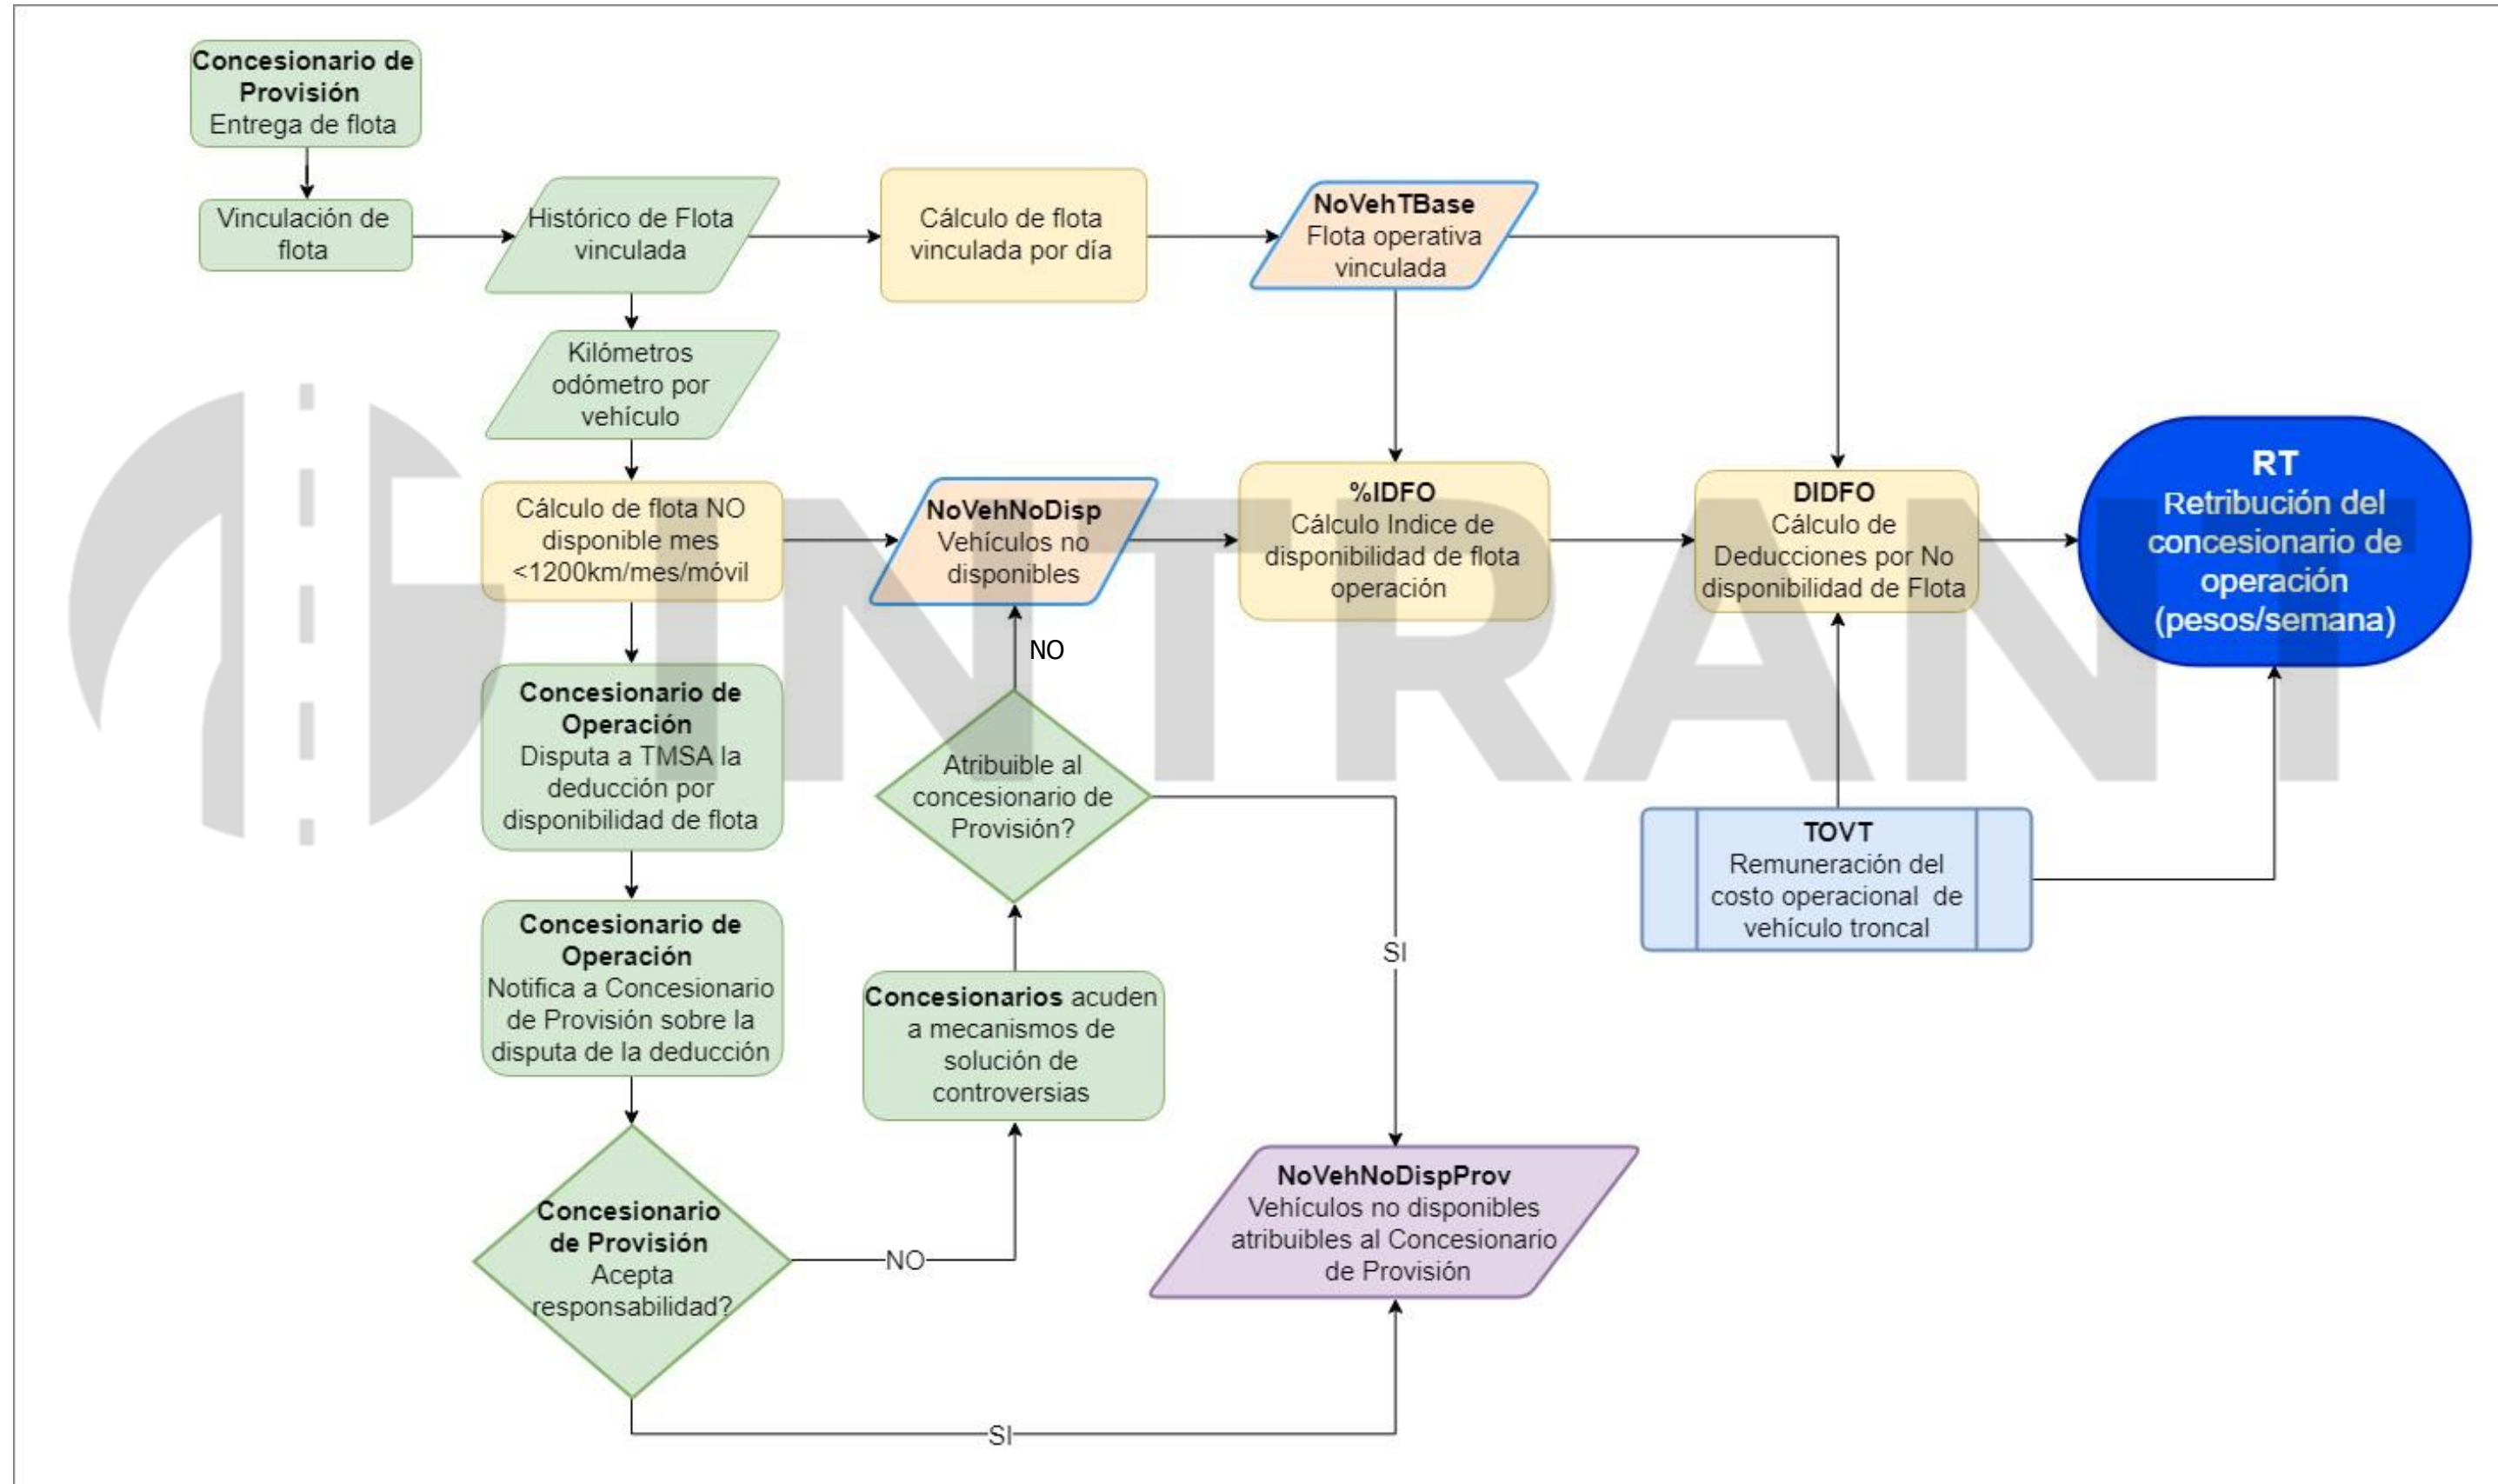 Concesionario de
Provisión
Entrega de flota
Vinculación de
flota
Histórico de Flota
vinculada
Cálculo de flota
vinculada por día
NoVehTBase
Flota operativa
vinculada
Kilómetros
odómetro por
vehículo
Cálculo de flota NO
disponible mes
<1200km/mes/móvil
NoVehNoDisp
Vehículos no
disponibles
%IDFO
Cálculo Indice de
disponibilidad de flota
operación
DIDFO
Cálculo de
Deducciones por No
disponibilidad de Flota
RT
Retribución del
concesionario de
operación
(pesos/semana)
INTRANT
NO
Concesionario de
Operación
Disputa a TMSA la
deducción por
disponibilidad de flota
Atribuible al
concesionario de
Provisión?
TOVT
Remuneración del
costo operacional de
vehículo troncal
SI
Concesionario de
Operación
Notifica a Concesionario
de Provisión sobre la
disputa de la deducción
Concesionarios acuden
a mecanismos de
solución de
controversias
Concesionario
de Provisión
Acepta
responsabilidad?
NO
NoVehNoDispProv
Vehículos no disponibles
atribuibles al Concesionario
de Provisión
SI